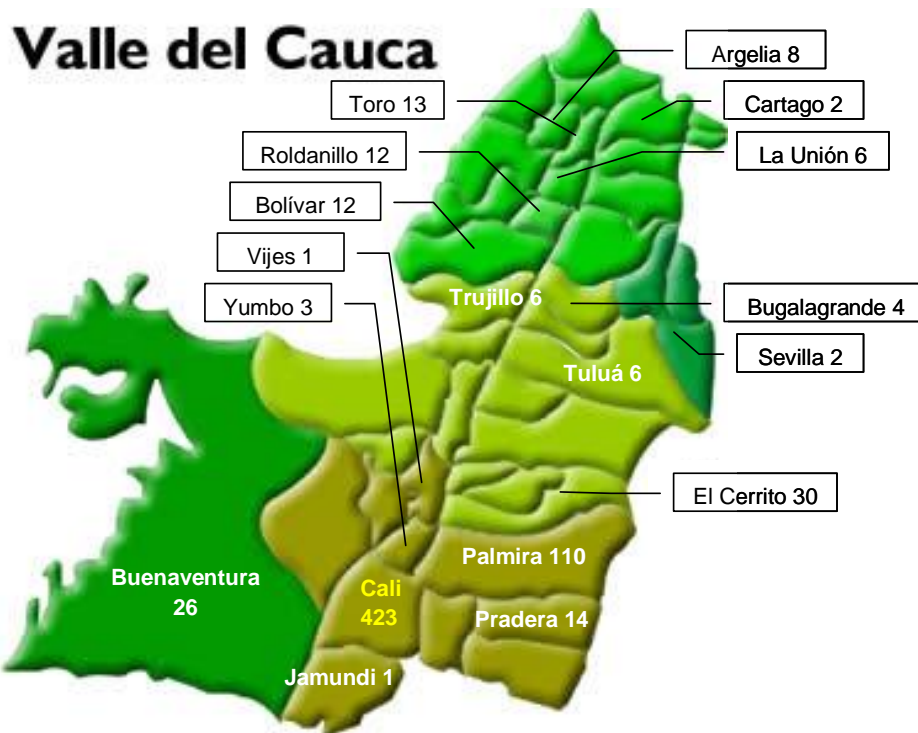 Valle del Cauca
Argelia 8
Toro 13
Cartago 2
Roldanillo 12
La Unión 6
Bolívar 12
Vijes 1
Trujillo 6
Yumbo 3
Bugalagrande 4
Sevilla 2
Tuluá 6
El Cerrito 30
Palmira 110
Buenaventura
26
Cali
423
Pradera 14
Jamundi 1